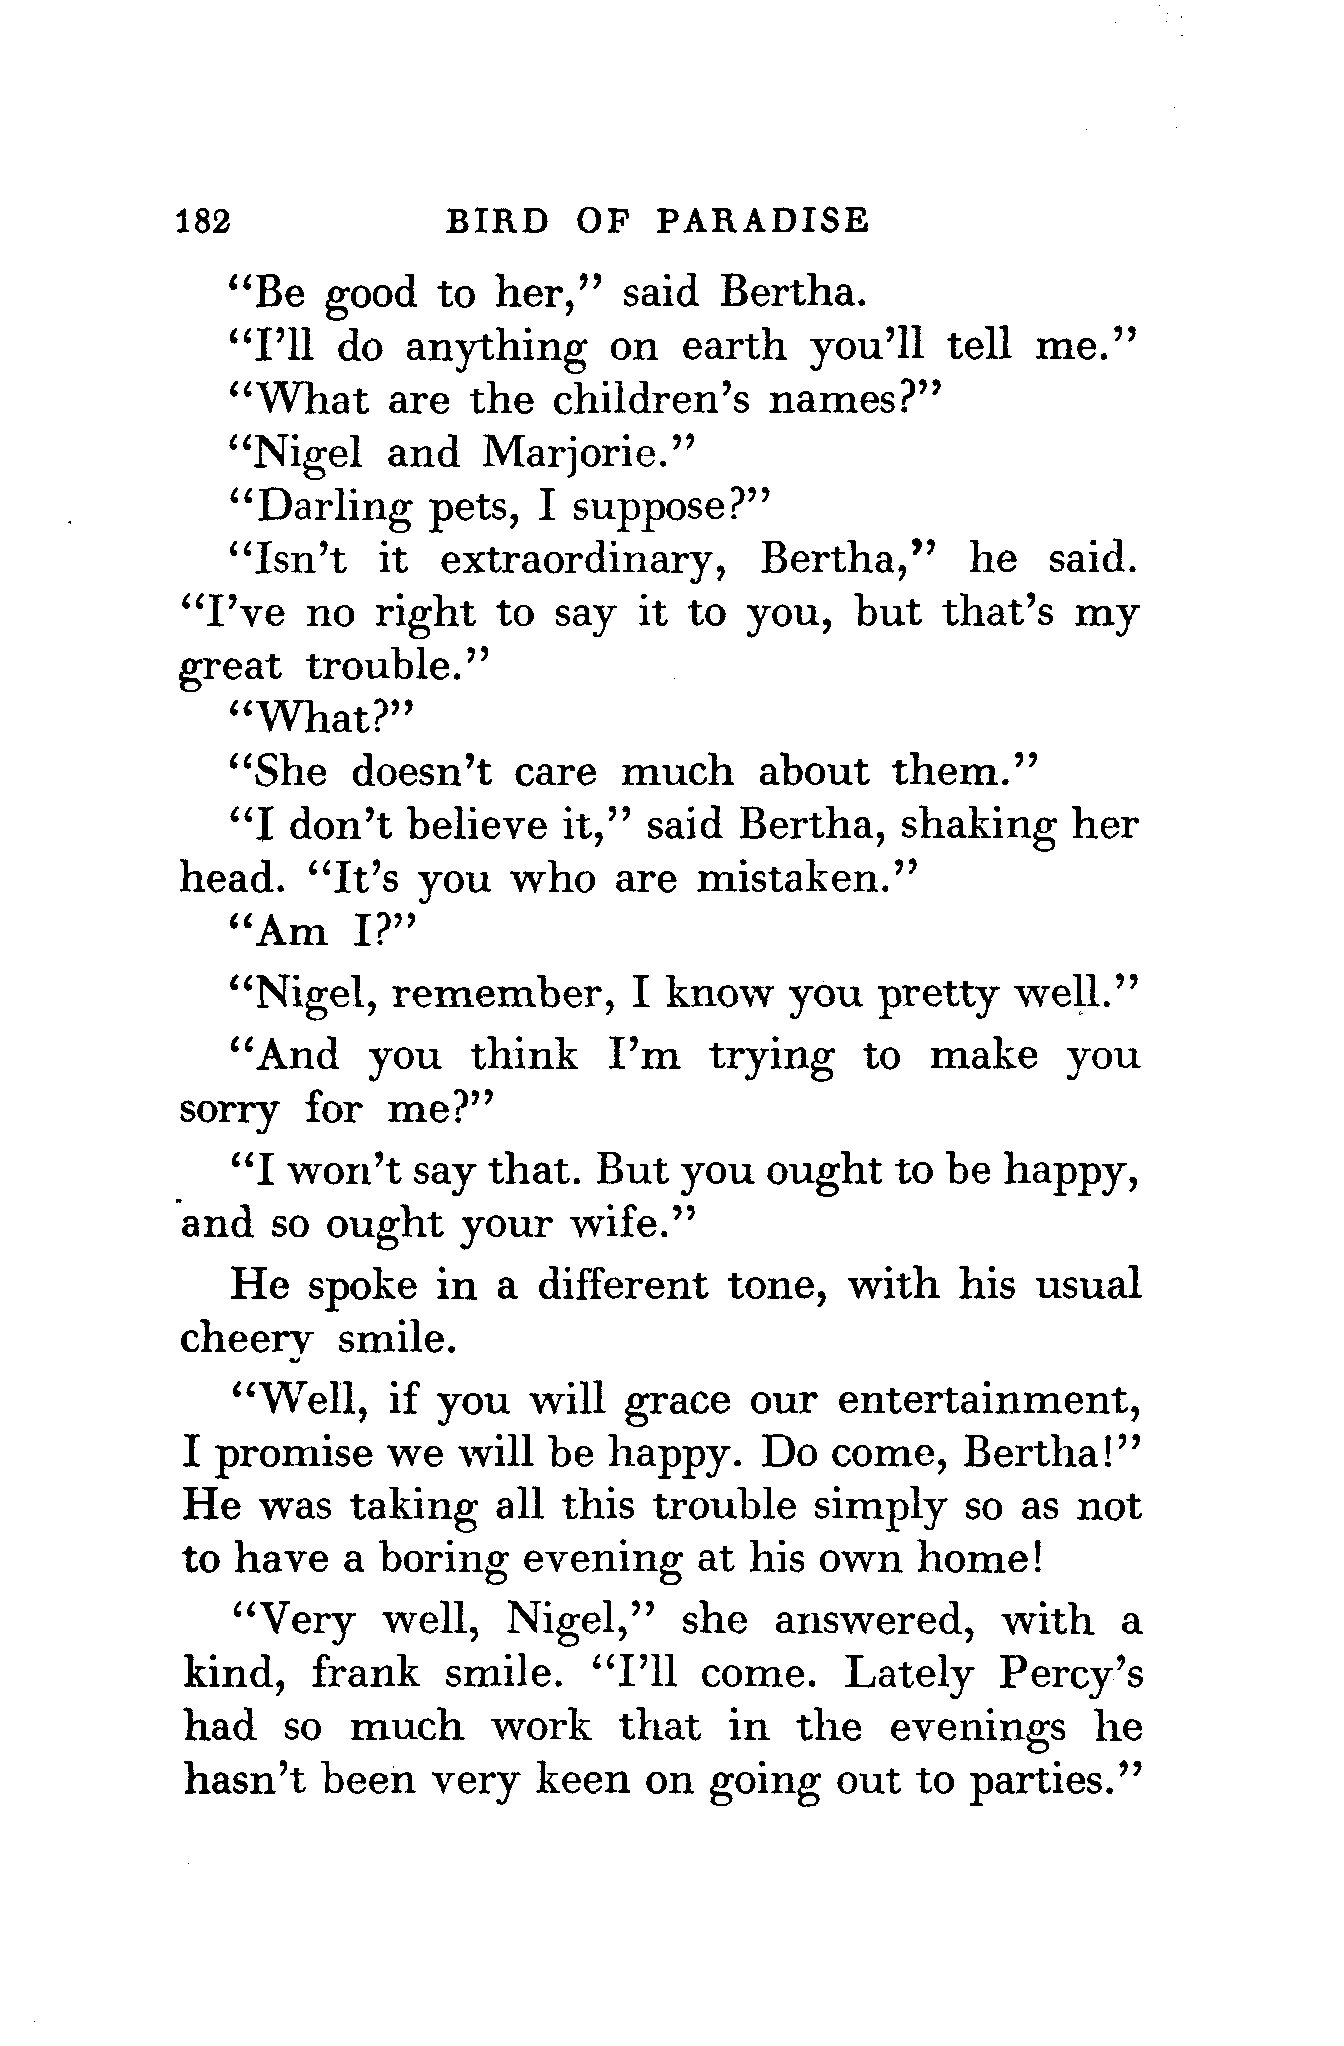 182 BIRD OF PARADISE
“Be good to her,” said Bertha.
“I’ll do anything on earth you’ll tell me.”
“What are the children’s names?”
“Nigel and Marjorie.”
“Darling pets, I suppose?”
“Isn’t it extraordinary, Bertha,” he said.
“I’ve no right to say it to you, but that’s my
great trouble.”
“What?”
“She doesn’t care much about them.”
“I don’t believe it,” said Bertha, shaking her
head. “It’s you who are mistaken.”
“Am I?”
“Nigel, remember, I know you pretty well.”
“And you think I’m trying to make you
sorry for me?”
“I won’t say that. But you ought to be happy,
and so ought your wife.”
He spoke in a different tone, with his usual
cheery smile.
“Well, if you will grace our entertainment,
I promise we will be happy. Do come, Bertha!”
He was taking all this trouble simply so as not
to have a boring evening at his own home!
“Very well, Nigel,” she answered, with a
kind, frank smile. “I’ll come. Lately Percy’s
had so much work that in the evenings he
hasn’t been very keen on going out to parties.”